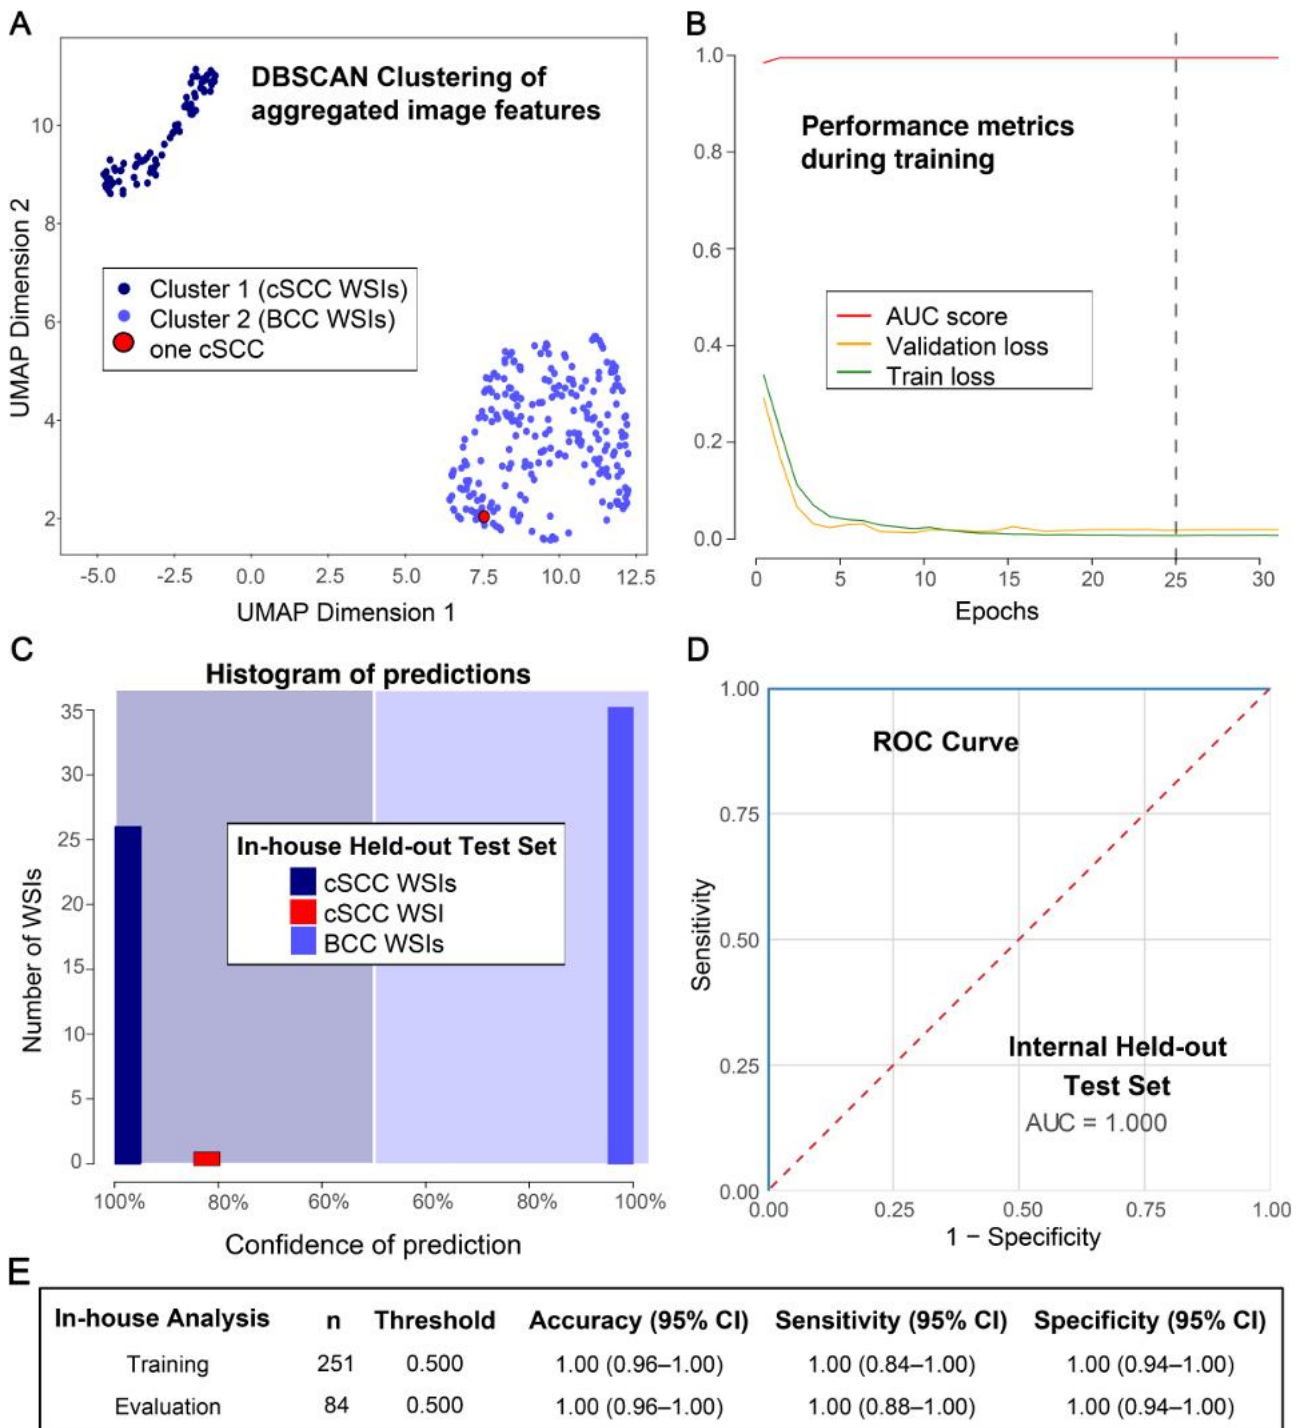 A
DBSCAN Clustering of
aggregated image features
10
8
6
4
2
UMAP Dimension 2
Cluster 1 (cSCC WSIs)
Cluster 2 (BCC WSIs)
one cSCC
-5.0 -2.5 0.0 2.5 5.0 7.5 10.0 12.5
UMAP Dimension 1
B
1.0
0.8
0.6
0.4
0.2
0.0
Performance metrics
during training
AUC score
Validation loss
Train loss
0 5 10 15 20 25 30
Epochs
C
Histogram of predictions
35
30
25
20
15
10
5
0
Number of WSIs
In-house Held-out Test Set
cSCC WSIs
cSCC WSI
BCC WSIs
100% 80% 60% 60% 80% 100%
Confidence of prediction
D
1.00
0.75
0.50
0.25
0.00
Sensitivity
ROC Curve
Internal Held-out
Test Set
AUC = 1.000
0.00 0.25 0.50 0.75 1.00
1 − Specificity
E
In-house Analysis n Threshold Accuracy (95% CI) Sensitivity (95% CI) Specificity (95% CI)
Training 251 0.500 1.00 (0.96–1.00) 1.00 (0.84–1.00) 1.00 (0.94–1.00)
Evaluation 84 0.500 1.00 (0.96–1.00) 1.00 (0.88–1.00) 1.00 (0.94–1.00)